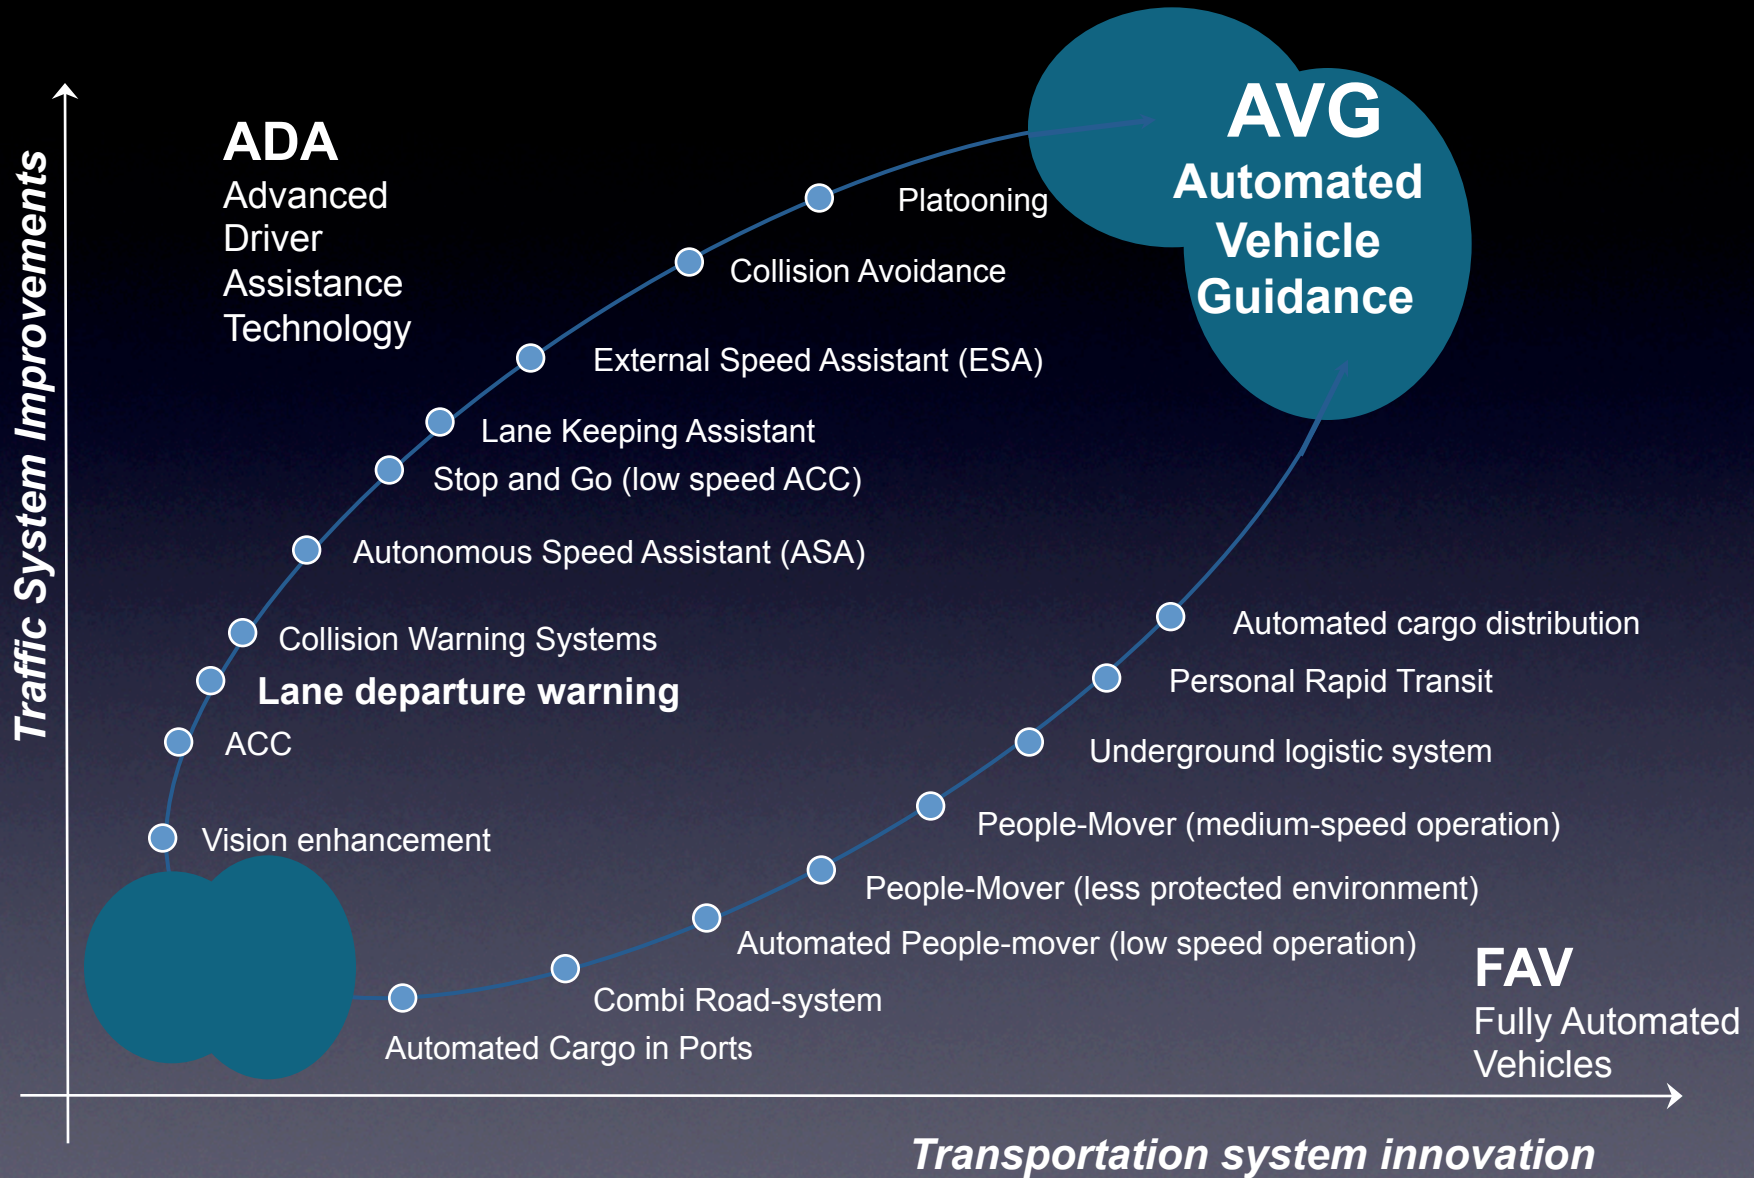 AVG
Automated
Vehicle
Guidance
ADA
Advanced
Driver
Assistance
Technology
Traffic System Improvements
Platooning
Collision Avoidance
External Speed Assistant (ESA)
Lane Keeping Assistant
Stop and Go (low speed ACC)
Autonomous Speed Assistant (ASA)
Collision Warning Systems
Lane departure warning
ACC
Vision enhancement
Automated cargo distribution
Personal Rapid Transit
Underground logistic system
People-Mover (medium-speed operation)
People-Mover (less protected environment)
Automated People-mover (low speed operation)
Combi Road-system
Automated Cargo in Ports
FAV
Fully Automated
Vehicles
Transportation system innovation